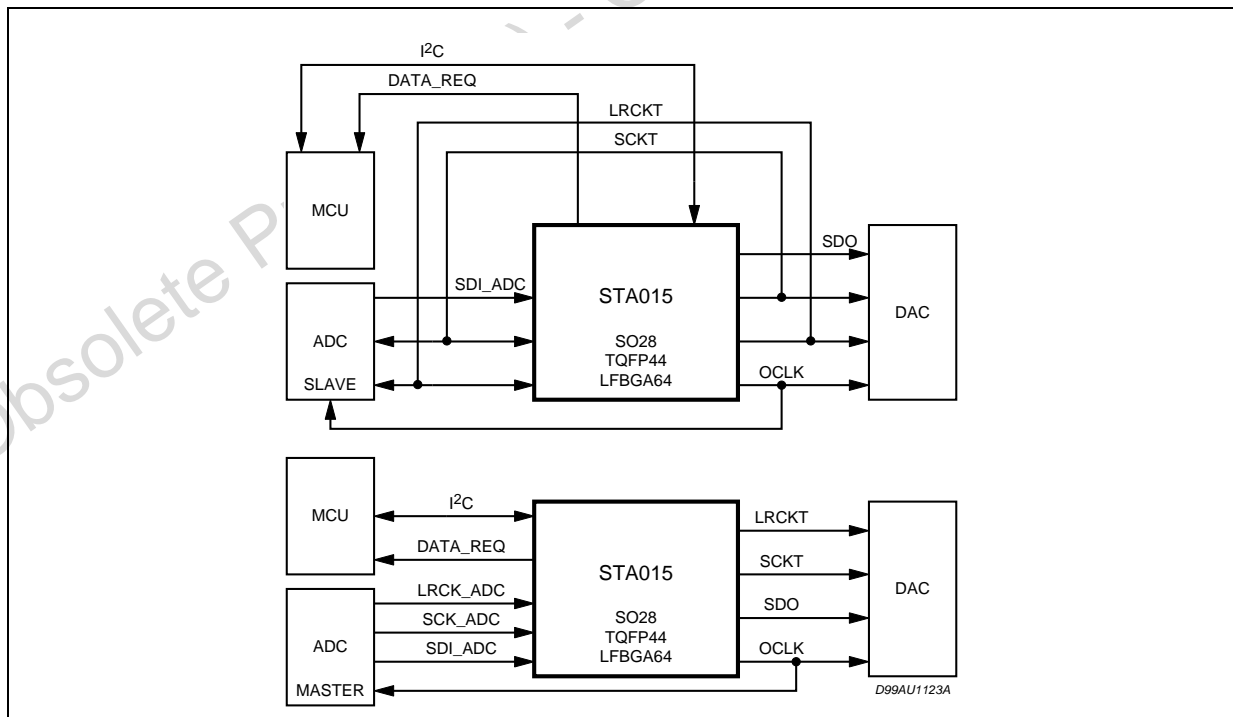 I2C
DATA_REQ
LRCKT
SCKT
MCU
SDO
SDI_ADC
STA015
DAC
ADC
SO28
TQFP44
LFBGA64
SLAVE
OCLK
MCU
I2C
LRCKT
DATA_REQ
STA015
SCKT
DAC
LRCK_ADC
SO28
SDO
SCK_ADC
TQFP44
ADC
SDI_ADC
LFBGA64
OCLK
MASTER
D99AU1123A
Obsolete